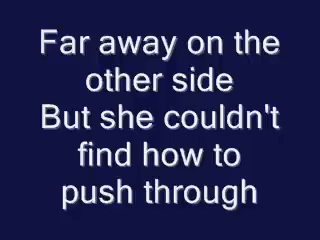 Far away on the
other side
But she couldn't
find how to
push through